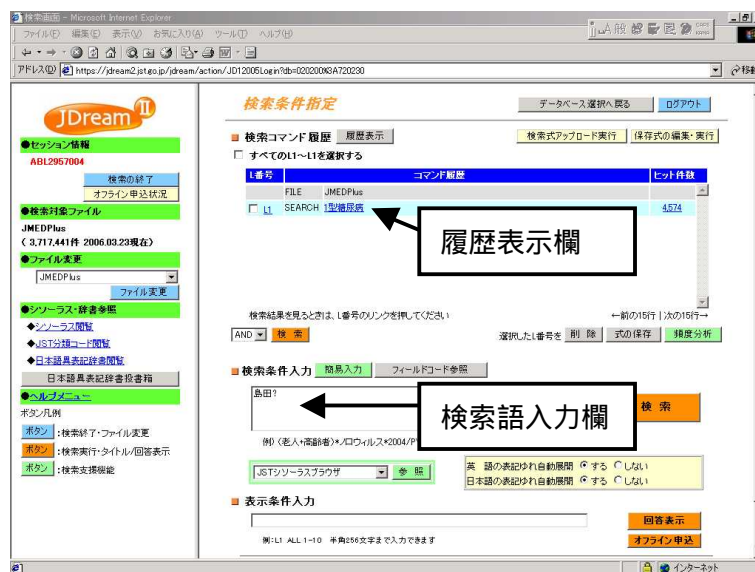 検索画面 - Microsoft Internet Explorer
ファイル(F) 編集(E) 表示(V) お気に入り(A) ツール(T) ヘルプ(H)
A般
アドレス(D) https://jdream2.jst.go.jp/jdream/action/JD12005Login?db=020200%3A720230
移動
JDream II
検索条件指定
データベース選択へ戻る ログアウト
●セッション情報
ABL2957004
検索の終了
オフライン申込状況
●検索対象ファイル
JMEDPlus
( 3,717,441件 2006.03.23現在)
●ファイル変更
JMEDPlus
ファイル変更
●シソーラス・辞書参照
◆シソーラス閲覧
◆JST分類コード閲覧
◆日本語異表記辞書閲覧
日本語異表記辞書投書箱
●ヘルプメニュー
ボタン凡例
ボタン :検索終了・ファイル変更
ボタン :検索実行・タイトル/回答表示
ボタン :検索支援機能
■ 検索コマンド履歴 履歴表示 検索式アップロード実行 保存式の編集・実行
すべてのL1～L1を選択する
L番号 コマンド履歴 ヒット件数
FILE JMEDPlus
L1 SEARCH 1型糖尿病 4,574
履歴表示欄
検索結果を見るときは、L番号のリンクを押してください ←前の15行 | 次の15行→
AND 検索 選択したL番号を 削除 式の保存 頻度分析
■検索条件入力 簡易入力 フィールドコード参照
島田?
検索語入力欄
検索
例) (老人+高齢者)*ノロウィルス*2004/P
JSTシソーラスブラウザ 参照
英 語の表記ゆれ自動展開 する しない
日本語の表記ゆれ自動展開 する しない
■ 表示条件入力
回答表示
例:L1 ALL 1-10 半角256文字まで入力できます
オフライン申込
インターネット